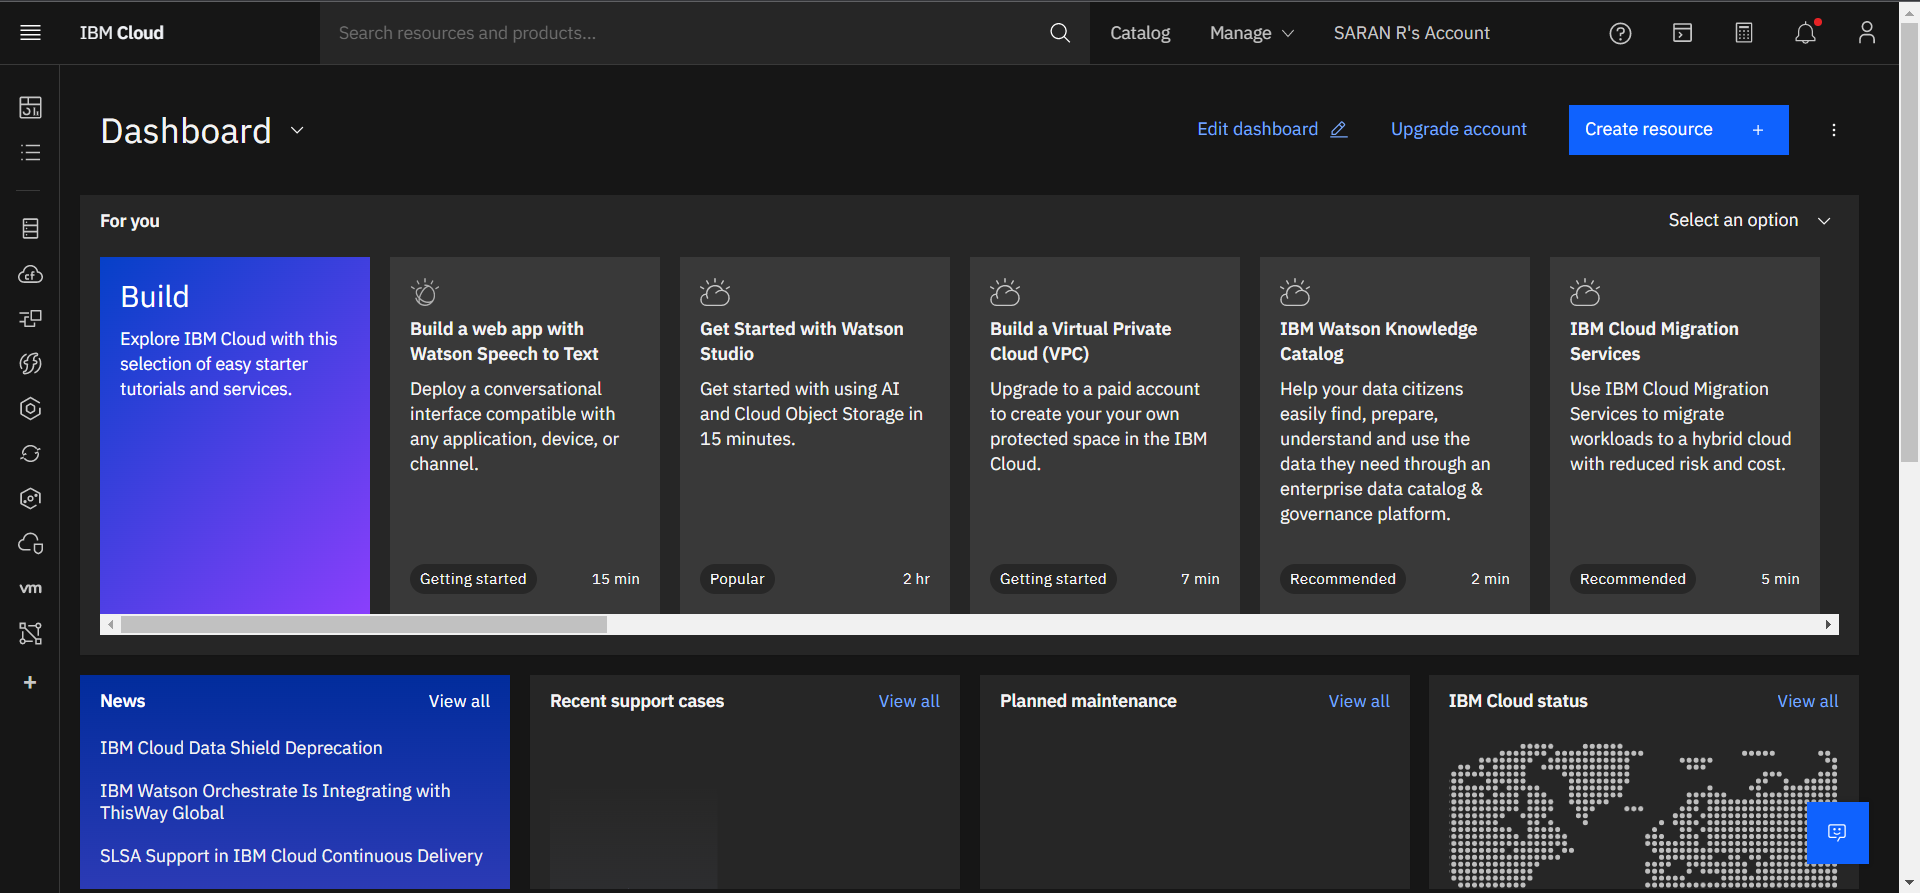 IBM Cloud
Search resources and products...
Catalog
Manage
SARAN R's Account
Dashboard
Edit dashboard
Upgrade account
Create resource +
For you
Select an option
Build
Explore IBM Cloud with this
selection of easy starter
tutorials and services.
Build a web app with
Watson Speech to Text
Deploy a conversational
interface compatible with
any application, device, or
channel.
Getting started
15 min
Get Started with Watson
Studio
Get started with using AI
and Cloud Object Storage in
15 minutes.
Popular
2 hr
Build a Virtual Private
Cloud (VPC)
Upgrade to a paid account
to create your your own
protected space in the IBM
Cloud.
Getting started
7 min
IBM Watson Knowledge
Catalog
Help your data citizens
easily find, prepare,
understand and use the
data they need through an
enterprise data catalog &
governance platform.
Recommended
2 min
IBM Cloud Migration
Services
Use IBM Cloud Migration
Services to migrate
workloads to a hybrid cloud
with reduced risk and cost.
Recommended
5 min
cf
vm
+
News
View all
IBM Cloud Data Shield Deprecation
IBM Watson Orchestrate Is Integrating with
ThisWay Global
SLSA Support in IBM Cloud Continuous Delivery
Recent support cases
View all
Planned maintenance
View all
IBM Cloud status
View all